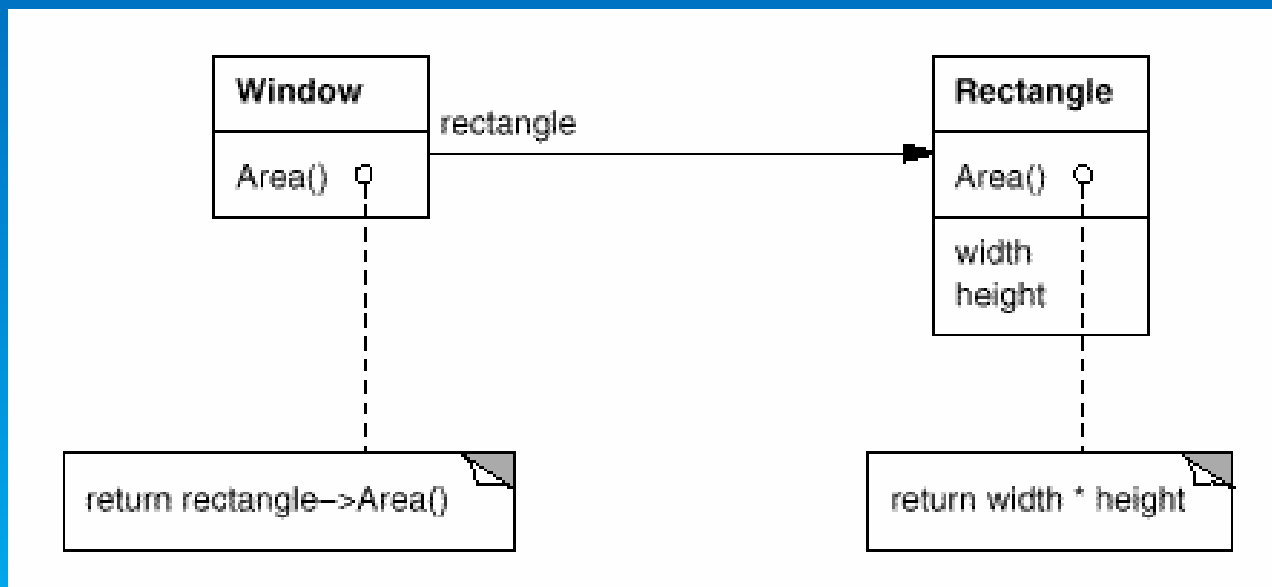 Window
rectangle
Area()
Rectangle
Area()
width
height
return rectangle–>Area()
return width * height